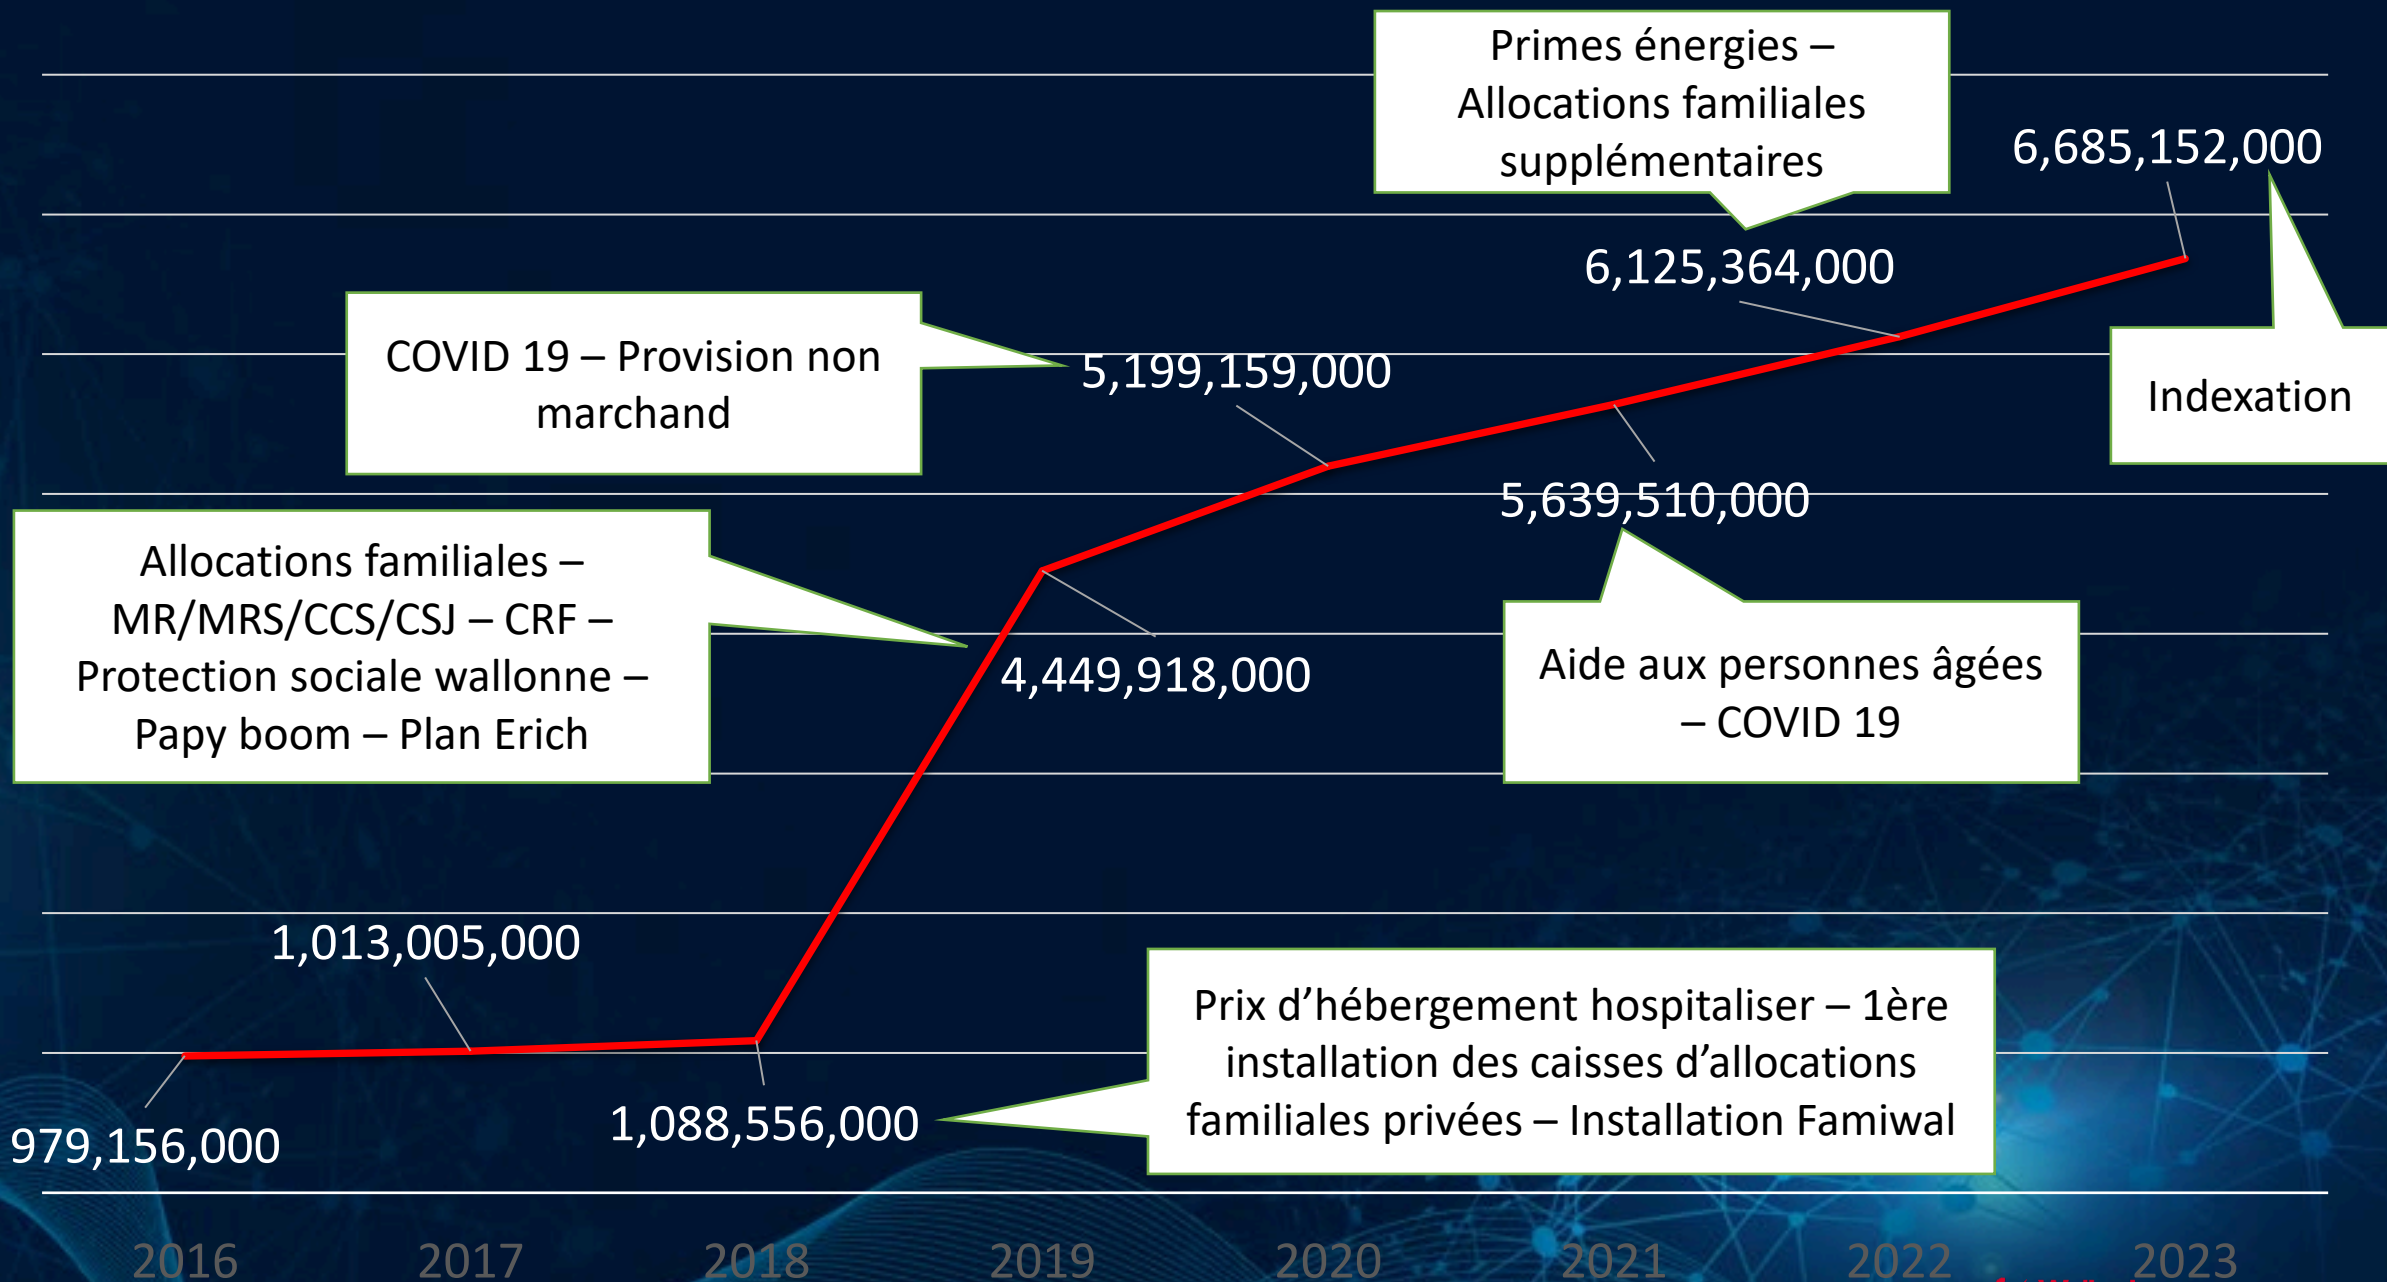 Primes énergies –
Allocations familiales
supplémentaires
6,685,152,000
6,125,364,000
COVID 19 – Provision non
marchand
5,199,159,000
Indexation
5,639,510,000
Allocations familiales –
MR/MRS/CCS/CSJ – CRF –
Protection sociale wallonne –
Papy boom – Plan Erich
4,449,918,000
Aide aux personnes âgées
– COVID 19
1,013,005,000
Prix d’hébergement hospitaliser – 1ère
installation des caisses d’allocations
familiales privées – Installation Famiwal
1,088,556,000
979,156,000
2016 2017 2018 2019 2020 2021 2022 2023